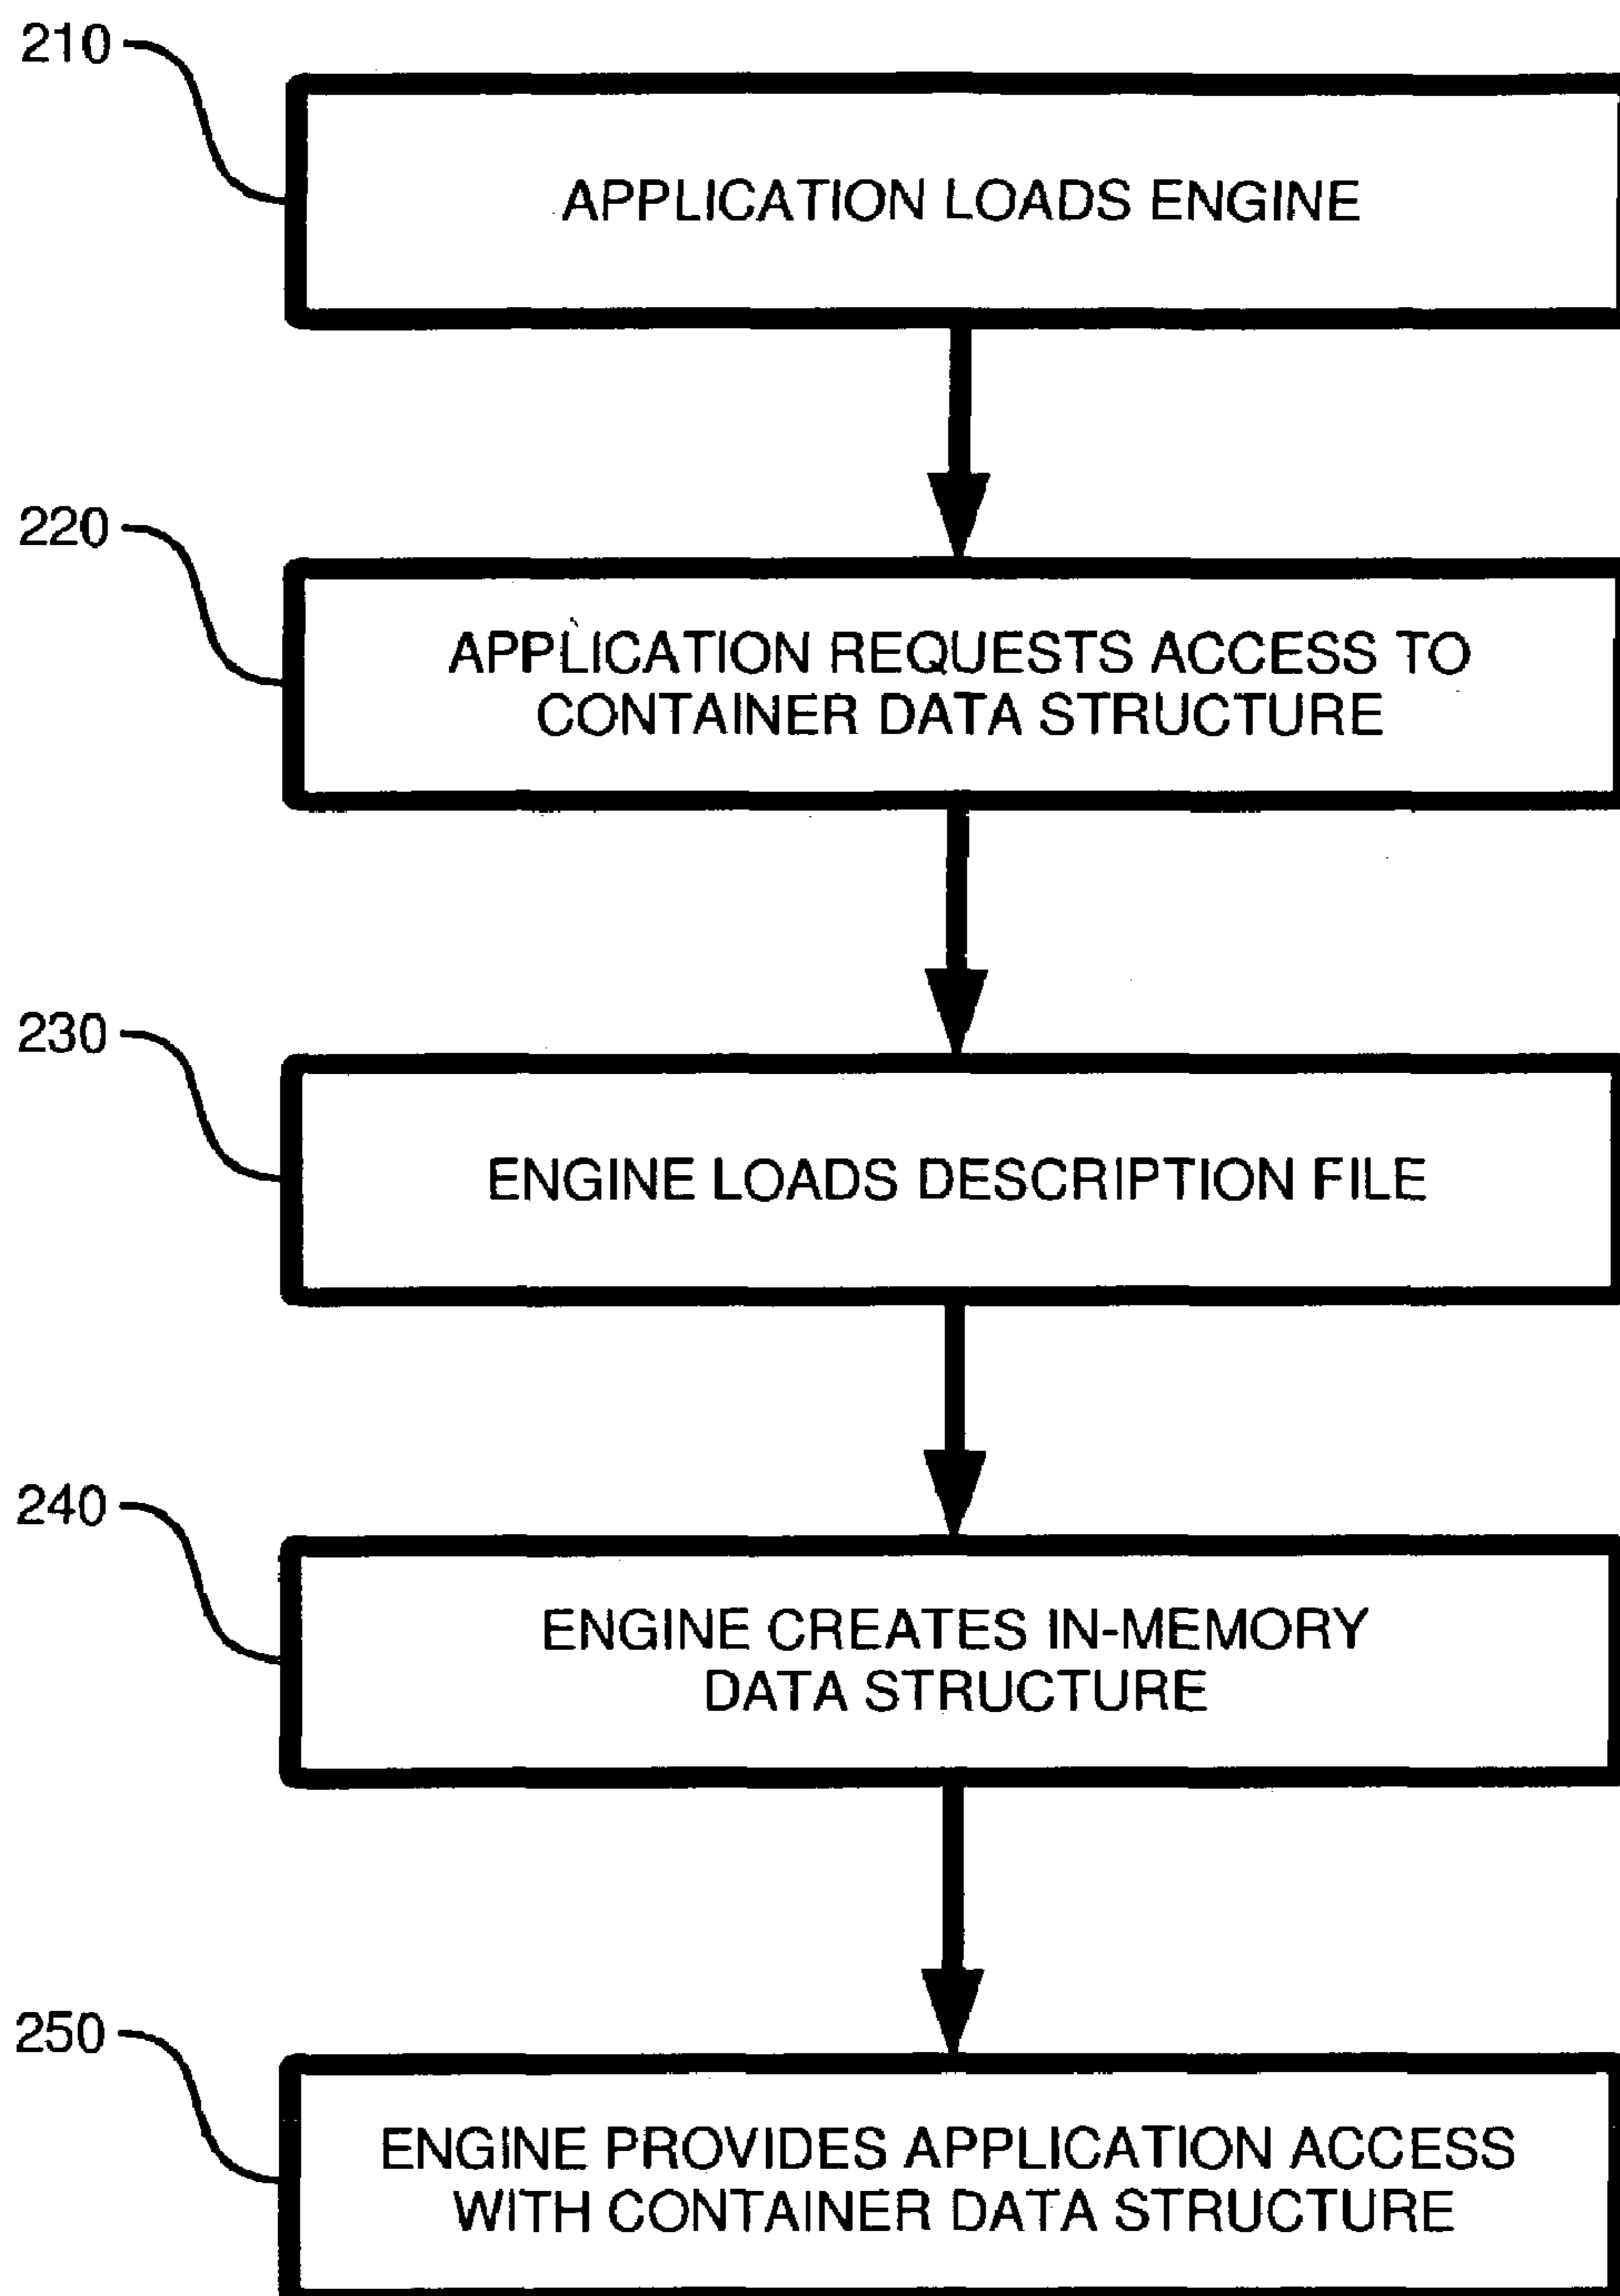 210
APPLICATION LOADS ENGINE
220
APPLICATION REQUESTS ACCESS TO
CONTAINER DATA STRUCTURE
230
ENGINE LOADS DESCRIPTION FILE
240
ENGINE CREATES IN-MEMORY
DATA STRUCTURE
250
ENGINE PROVIDES APPLICATION ACCESS
WITH CONTAINER DATA STRUCTURE